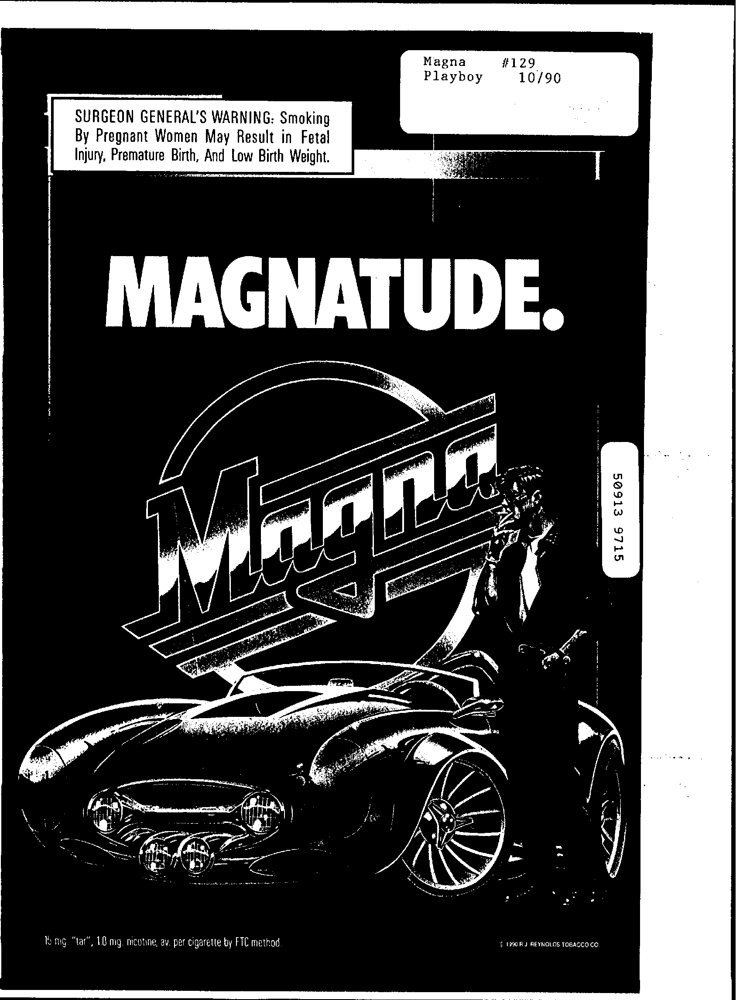 Magna #129
Playboy 10/90
SURGEON GENERAL'S WARNING: Smoking
By Pregnant Women May Result in Fetal
Injury, Premature Birth, And Low Birth Weight.
MAGNATUDE.
Magna
50913 9715
15 mg. "tar", 1.0 mg. nicotine, av. per cigarette by FTC method.
© 1990 R.J. REYNOLDS TOBACCO CO.